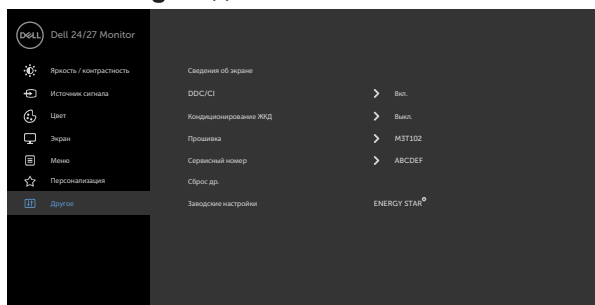 DELL Dell 24/27 Monitor
Яркость / контрастность Сведения об экране
Источник сигнала DDC/CI Вкл.
Цвет Кондиционирование ЖКД Выкл.
Экран Прошивка M3T102
Меню Сервисный номер ABCDEF
Персонализация Сброс др.
Другое Заводские настройки ENERGY STAR®